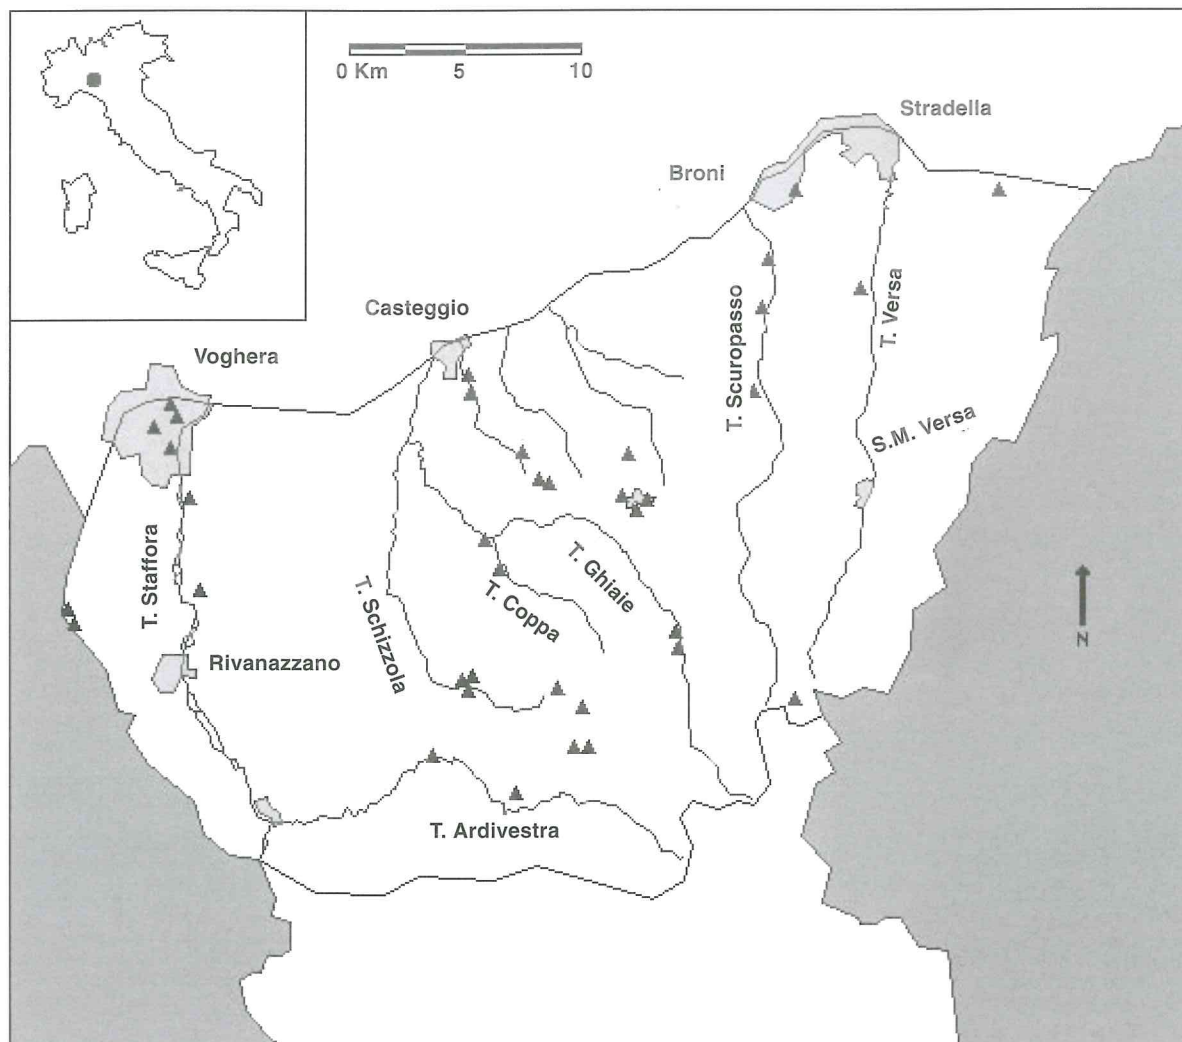 0 Km 5 10
Stradella
Broni
Casteggio
Voghera
T. Scuropasso
T. Versa
S.M. Versa
T. Staffora
T. Schizzola
T. Coppa
T. Ghiaie
Rivanazzano
T. Ardivestra
N